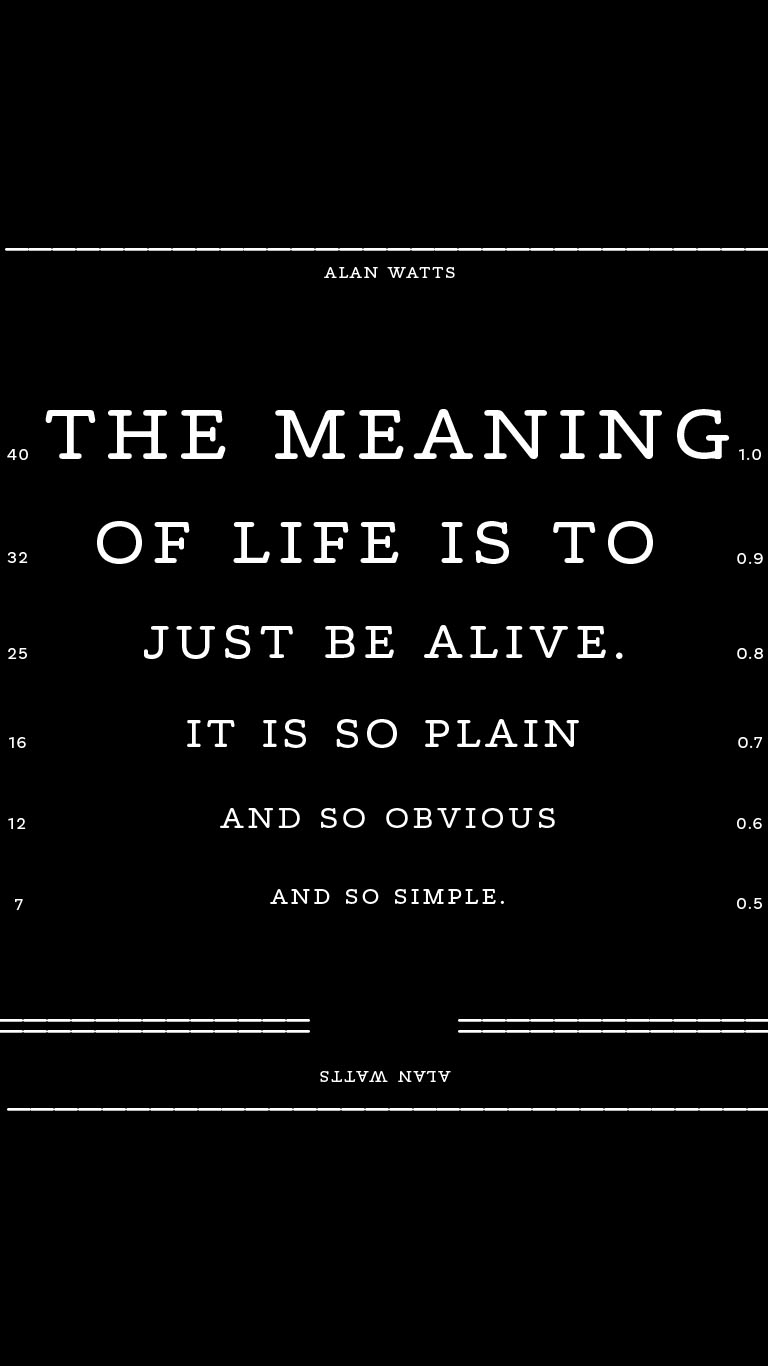 ALAN WATTS
40 THE MEANING 1.0
32 OF LIFE IS TO 0.9
25 JUST BE ALIVE. 0.8
16 IT IS SO PLAIN 0.7
12 AND SO OBVIOUS 0.6
7 AND SO SIMPLE. 0.5
ALAN WATTS